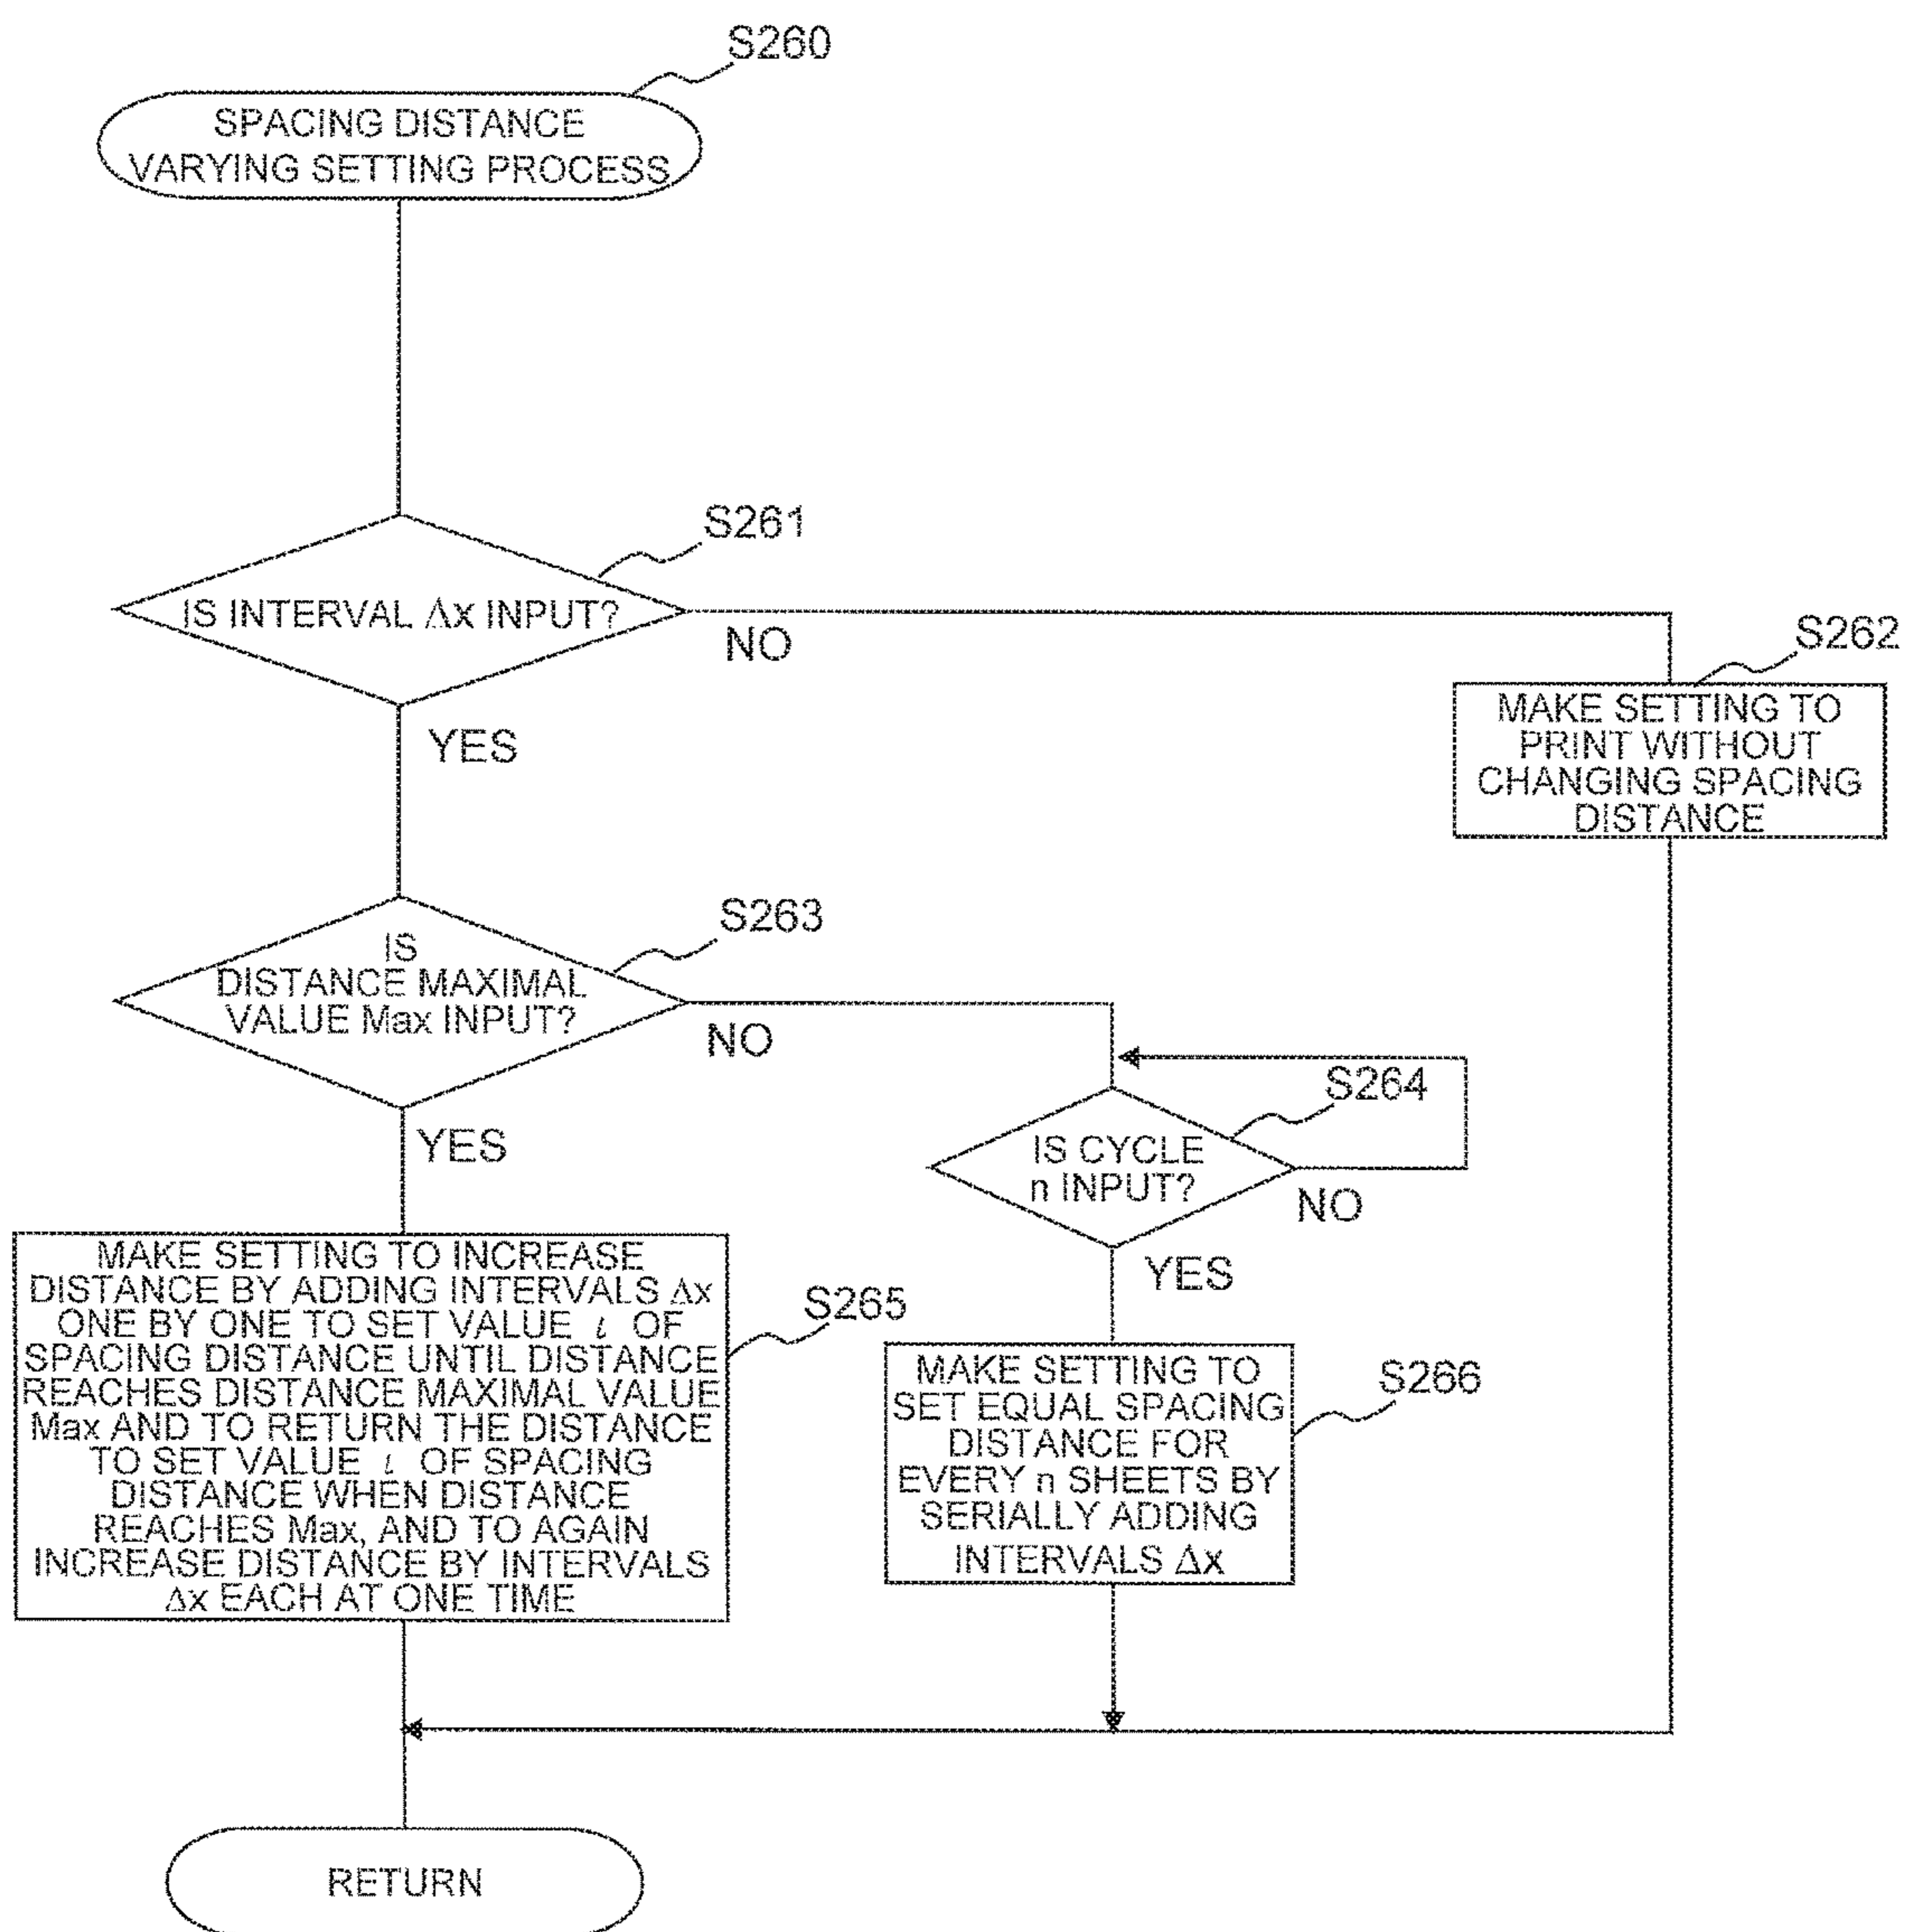 S260
SPACING DISTANCE
VARYING SETTING PROCESS
S261
IS INTERVAL Δx INPUT?
NO
YES
S262
MAKE SETTING TO
PRINT WITHOUT
CHANGING SPACING
DISTANCE
S263
IS
DISTANCE MAXIMAL
VALUE Max INPUT?
NO
YES
S264
IS CYCLE
n INPUT?
NO
YES
S265
MAKE SETTING TO INCREASE
DISTANCE BY ADDING INTERVALS Δx
ONE BY ONE TO SET VALUE ι OF
SPACING DISTANCE UNTIL DISTANCE
REACHES DISTANCE MAXIMAL VALUE
Max AND TO RETURN THE DISTANCE
TO SET VALUE ι OF SPACING
DISTANCE WHEN DISTANCE
REACHES Max, AND TO AGAIN
INCREASE DISTANCE BY INTERVALS
Δx EACH AT ONE TIME
S266
MAKE SETTING TO
SET EQUAL SPACING
DISTANCE FOR
EVERY n SHEETS BY
SERIALLY ADDING
INTERVALS Δx
RETURN